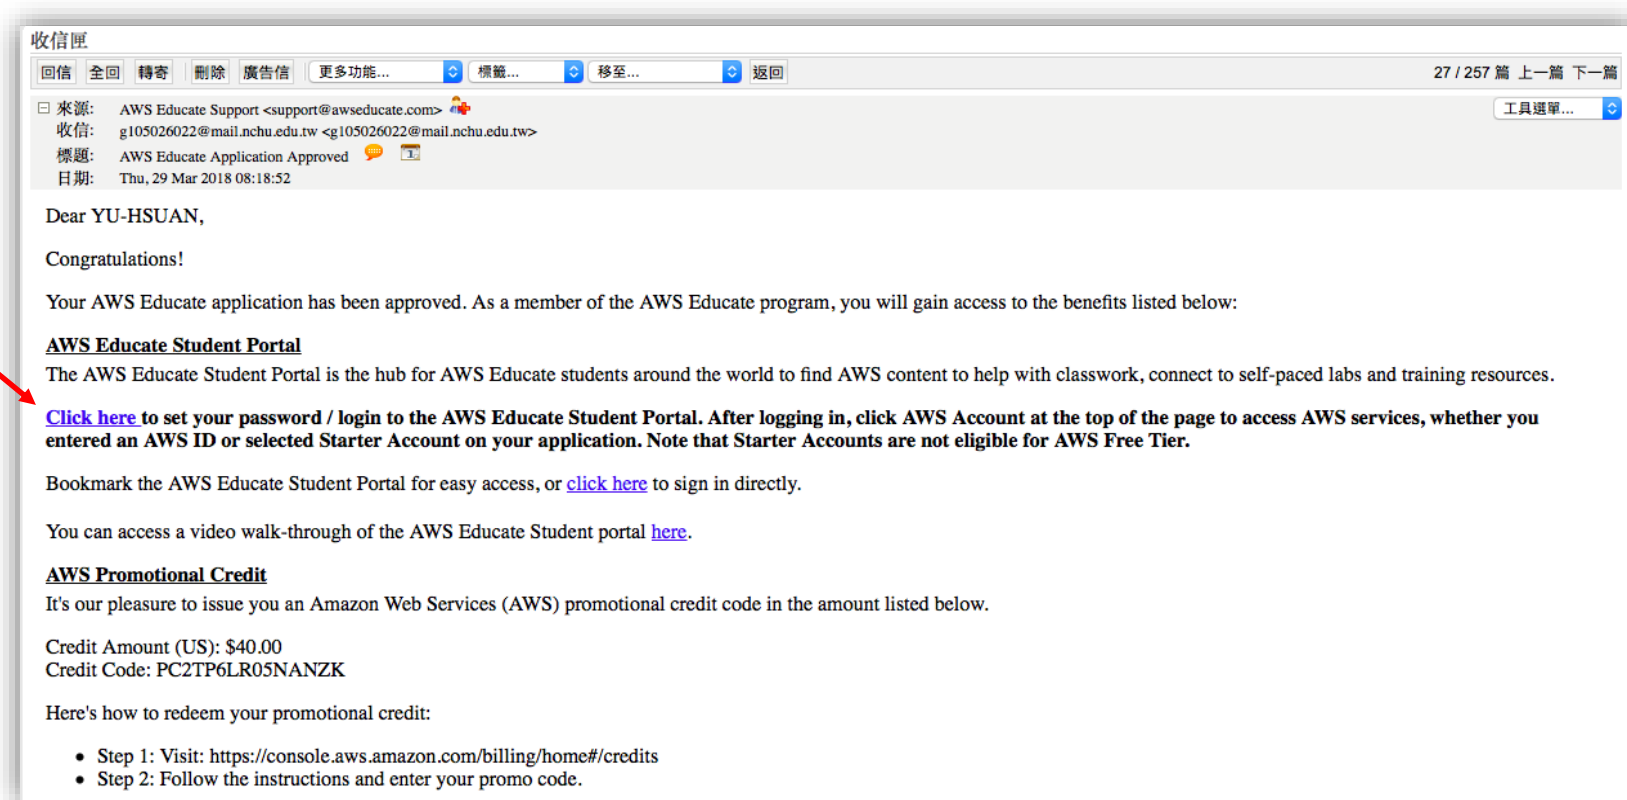 收信匣
回信 全回 轉寄 刪除 廣告信 更多功能... 標籤... 移至... 返回 27 / 257 篇 上一篇 下一篇
來源: AWS Educate Support <support@awseducate.com> 工具選單...
收信: g105026022@mail.nchu.edu.tw <g105026022@mail.nchu.edu.tw>
標題: AWS Educate Application Approved
日期: Thu, 29 Mar 2018 08:18:52
Dear YU-HSUAN,
Congratulations!
Your AWS Educate application has been approved. As a member of the AWS Educate program, you will gain access to the benefits listed below:
AWS Educate Student Portal
The AWS Educate Student Portal is the hub for AWS Educate students around the world to find AWS content to help with classwork, connect to self-paced labs and training resources.
Click here to set your password / login to the AWS Educate Student Portal. After logging in, click AWS Account at the top of the page to access AWS services, whether you
entered an AWS ID or selected Starter Account on your application. Note that Starter Accounts are not eligible for AWS Free Tier.
Bookmark the AWS Educate Student Portal for easy access, or click here to sign in directly.
You can access a video walk-through of the AWS Educate Student portal here.
AWS Promotional Credit
It's our pleasure to issue you an Amazon Web Services (AWS) promotional credit code in the amount listed below.
Credit Amount (US): $40.00
Credit Code: PC2TP6LR05NANZK
Here's how to redeem your promotional credit:
• Step 1: Visit: https://console.aws.amazon.com/billing/home#/credits
• Step 2: Follow the instructions and enter your promo code.